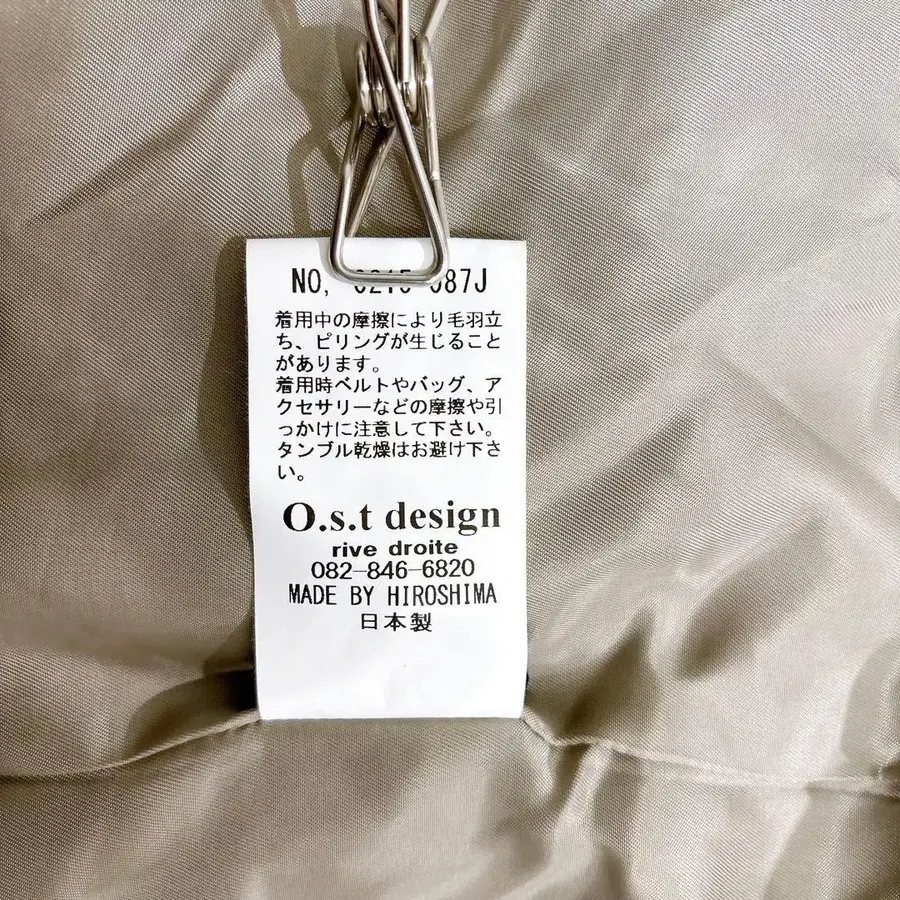 NO, 087J
着用中の摩擦により毛羽立
ち、ピリングが生じること
があります。
着用時ベルトやバッグ、ア
クセサリーなどの摩擦や引
っかけに注意して下さい。
タンブル乾燥はお避け下さ
い。
O.s.t design
rive droite
082-846-6820
MADE BY HIROSHIMA
日本製